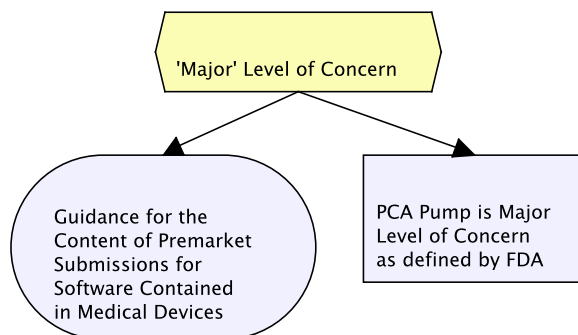 'Major' Level of Concern
Guidance for the
Content of Premarket
Submissions for
Software Contained
in Medical Devices
PCA Pump is Major
Level of Concern
as defined by FDA